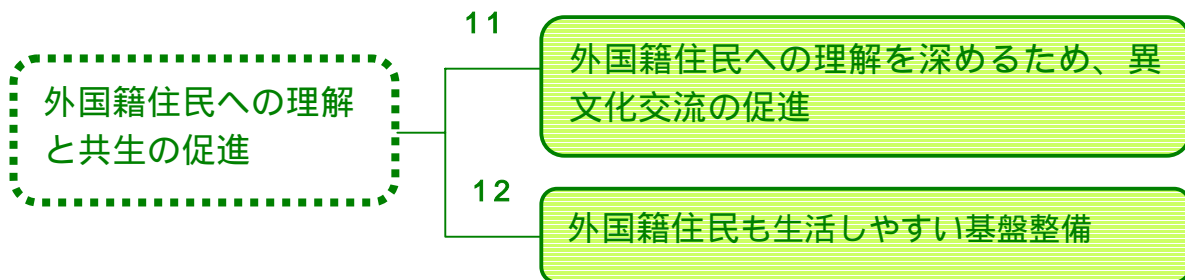 外国籍住民への理解
と共生の促進
11
外国籍住民への理解を深めるため、異
文化交流の促進
12
外国籍住民も生活しやすい基盤整備